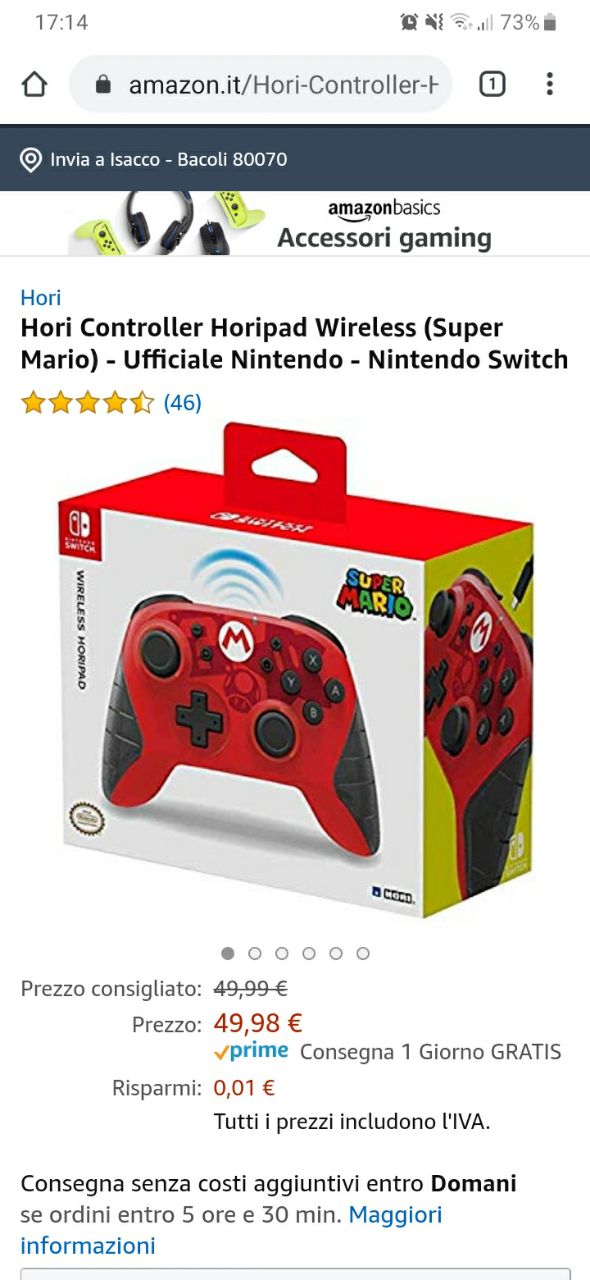 17:14
73%
amazon.it/Hori-Controller-H
1
Invia a Isacco - Bacoli 80070
amazonbasics
Accessori gaming
Hori
Hori Controller Horipad Wireless (Super
Mario) - Ufficiale Nintendo - Nintendo Switch
(46)
SWITCH
NINTENDO
SWITCH
WIRELESS HORIPAD
SUPER
MARIO
M
X
Y
A
B
Nintendo
HORI
SWITCH
Prezzo consigliato: 49,99 €
Prezzo: 49,98 €
prime Consegna 1 Giorno GRATIS
Risparmi: 0,01 €
Tutti i prezzi includono l'IVA.
Consegna senza costi aggiuntivi entro Domani
se ordini entro 5 ore e 30 min. Maggiori
informazioni